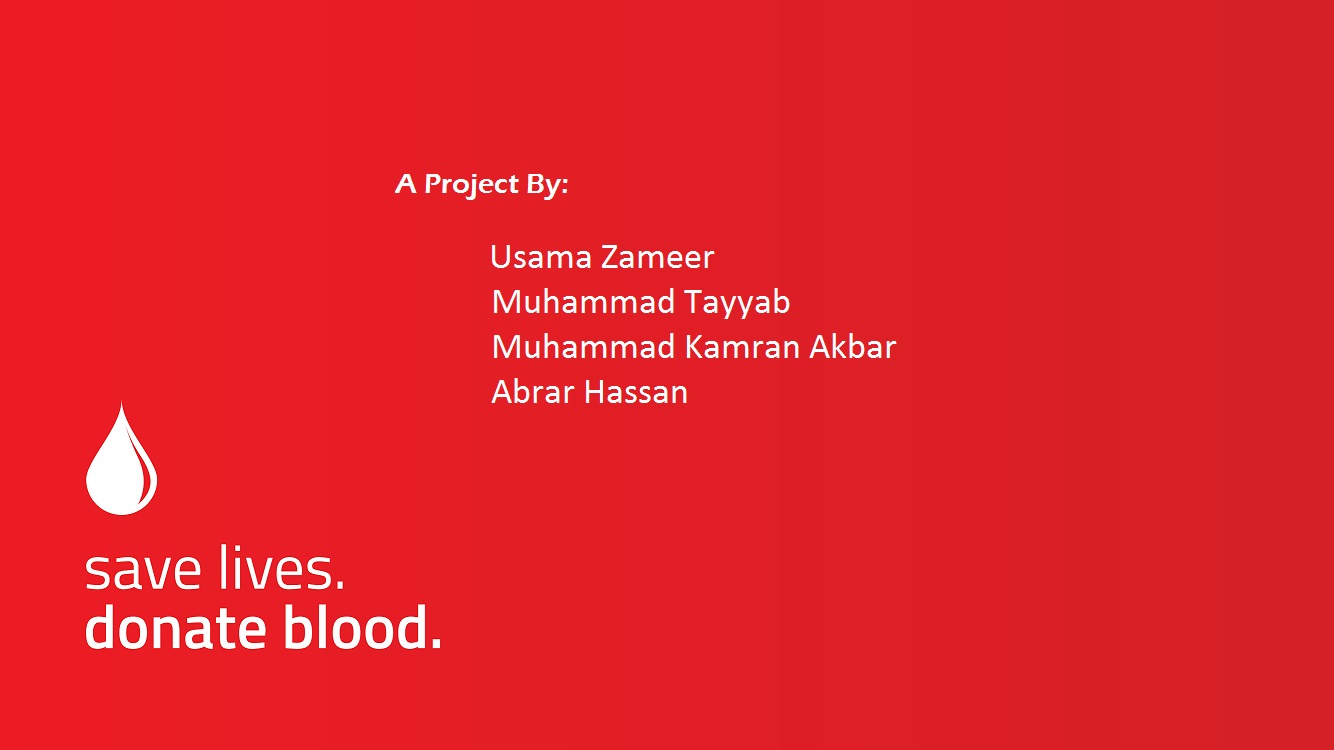 A Project By:
Usama Zameer
Muhammad Tayyab
Muhammad Kamran Akbar
Abrar Hassan
save lives.
donate blood.